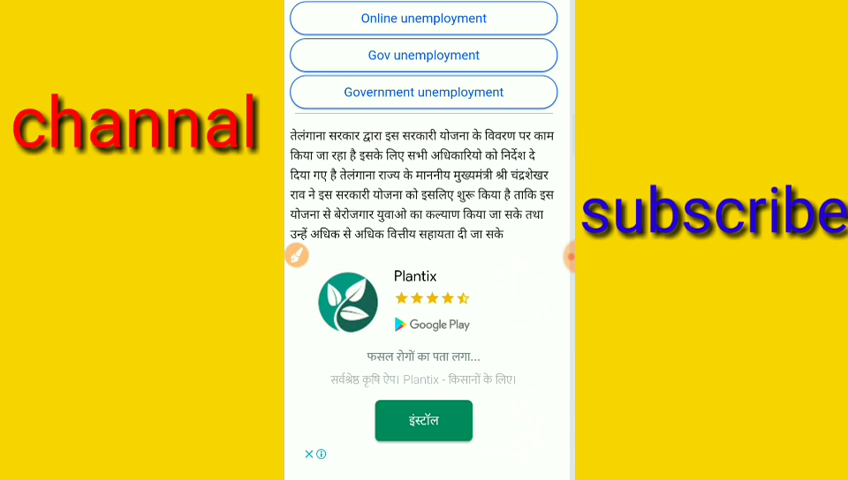 Online unemployment
Gov unemployment
Government unemployment
channal
तेलंगाना सरकार द्वारा इस सरकारी योजना के विवरण पर काम
किया जा रहा है इसके लिए सभी अधिकारियो को निर्देश दे
दिया गए है तेलंगाना राज्य के माननीय मुख्यमंत्री श्री चंद्रशेखर
राव ने इस सरकारी योजना को इसलिए शुरू किया है ताकि इस
योजना से बेरोजगार युवाओ का कल्याण किया जा सके तथा
उन्हें अधिक से अधिक वित्तीय सहायता दी जा सके
subscribe
Plantix
Google Play
फसल रोगों का पता लगा...
सर्वश्रेष्ठ कृषि ऐप। Plantix - किसानों के लिए।
इंस्टॉल